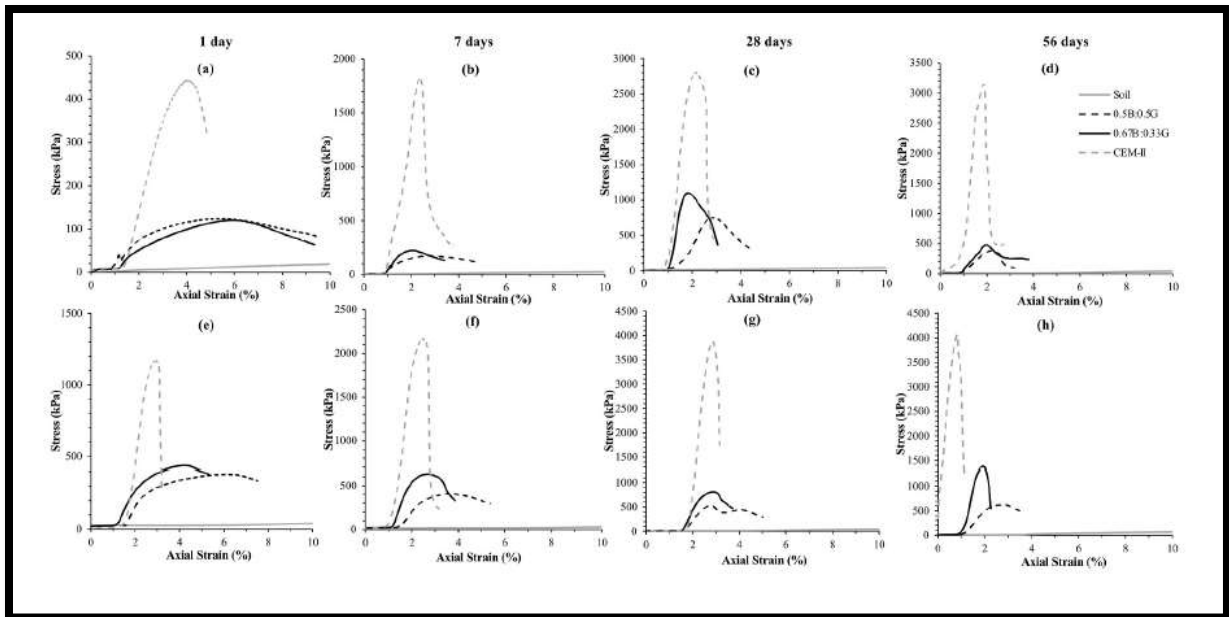 1 day
7 days
28 days
56 days
(a)
500
400
300
200
100
0
0 2 4 6 8 10
Stress (kPa)
Axial Strain (%)
(b)
2000
1500
1000
500
0
0 2 4 6 8 10
Stress (kPa)
Axial Strain (%)
(c)
3000
2500
2000
1500
1000
500
0
0 2 4 6 8 10
Stress (kPa)
Axial Strain (%)
(d)
3500
3000
2500
2000
1500
1000
500
0
0 2 4 6 8 10
Stress (kPa)
Axial Strain (%)
Soil
0.5B:0.5G
0.67B:0.33G
CEM-II
(e)
1500
1000
500
0
0 2 4 6 8 10
Stress (kPa)
Axial Strain (%)
(f)
2500
2000
1500
1000
500
0
0 2 4 6 8 10
Stress (kPa)
Axial Strain (%)
(g)
4500
4000
3500
3000
2500
2000
1500
1000
500
0
0 2 4 6 8 10
Stress (kPa)
Axial Strain (%)
(h)
4500
4000
3500
3000
2500
2000
1500
1000
500
0
0 2 4 6 8 10
Stress (kPa)
Axial Strain (%)